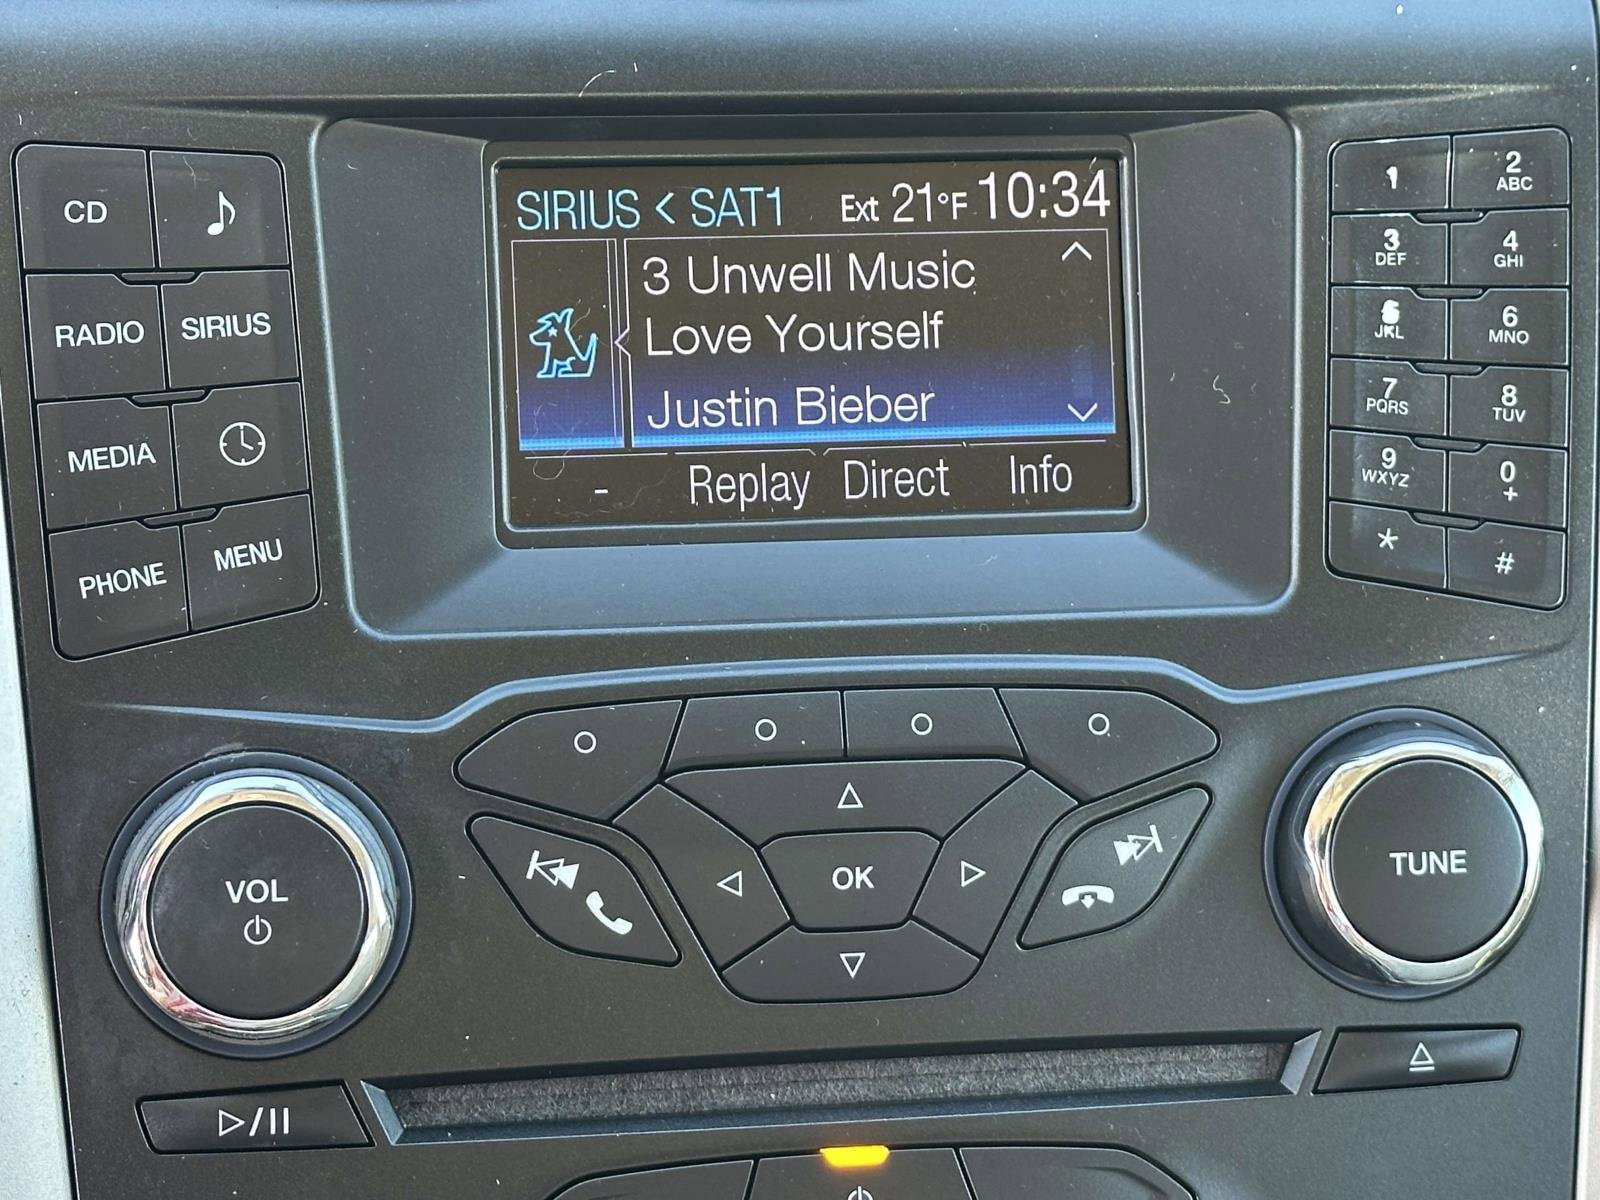 SIRIUS < SAT1 Ext 21°F 10:34
3 Unwell Music
Love Yourself
Justin Bieber
- Replay Direct Info
CD
RADIO SIRIUS
MEDIA
PHONE MENU
1 2 ABC
3 DEF 4 GHI
JKL 6 MNO
7 PQRS 8 TUV
9 WXYZ 0 +
* #
VOL
OK
TUNE